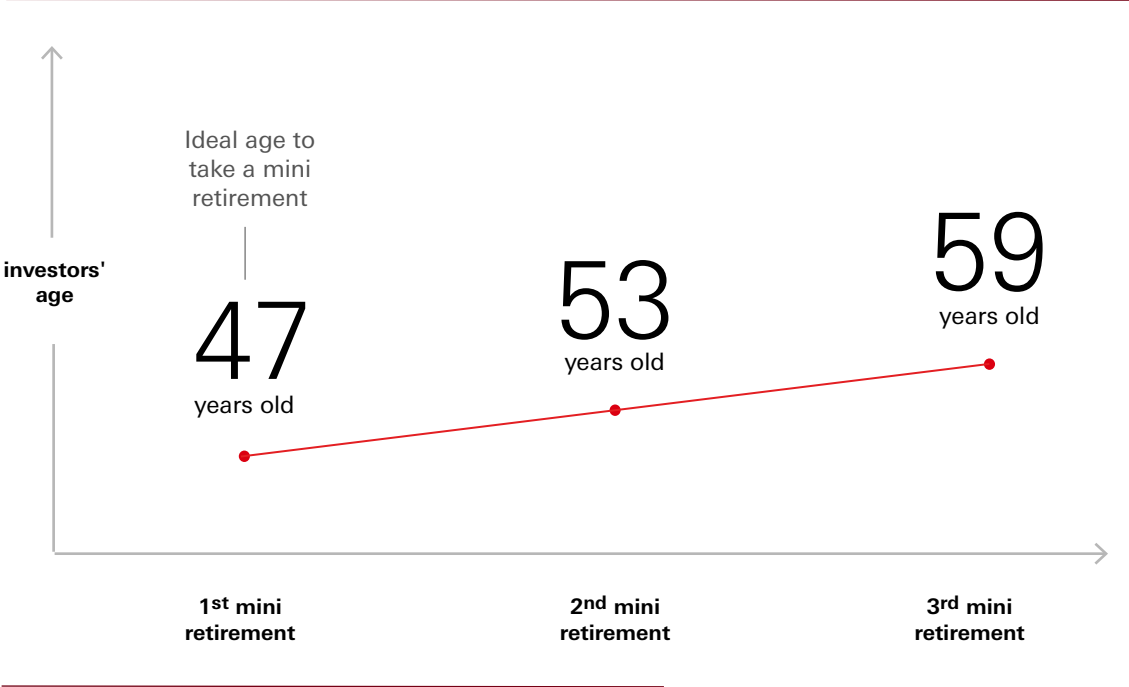 Ideal age to
take a mini
retirement
investors'
age
47
years old
53
years old
59
years old
1st mini
retirement
2nd mini
retirement
3rd mini
retirement